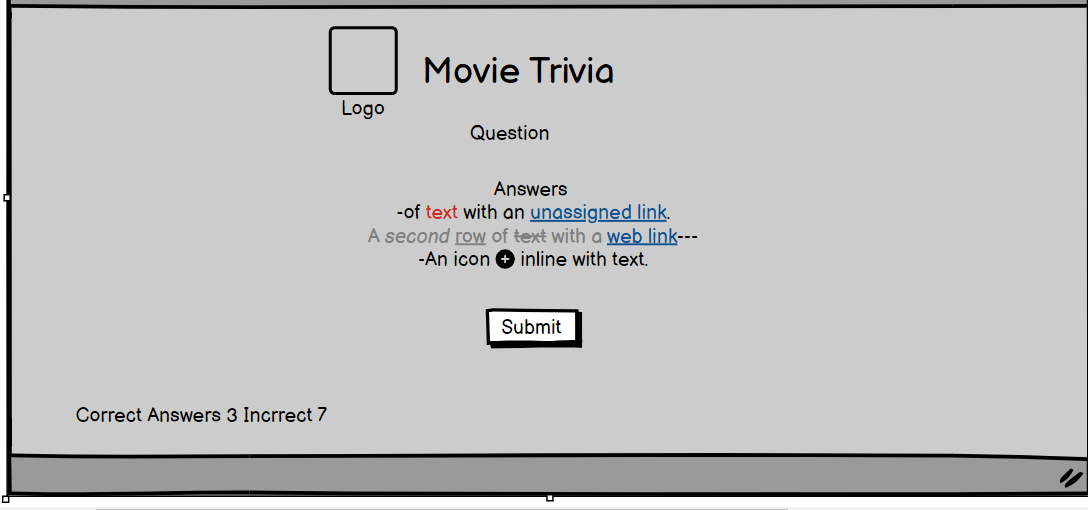 Movie Trivia
Logo
Question
Answers
-of text with an unassigned link.
A second row of text with a web link---
-An icon + inline with text.
Submit
Correct Answers 3 Incrrect 7